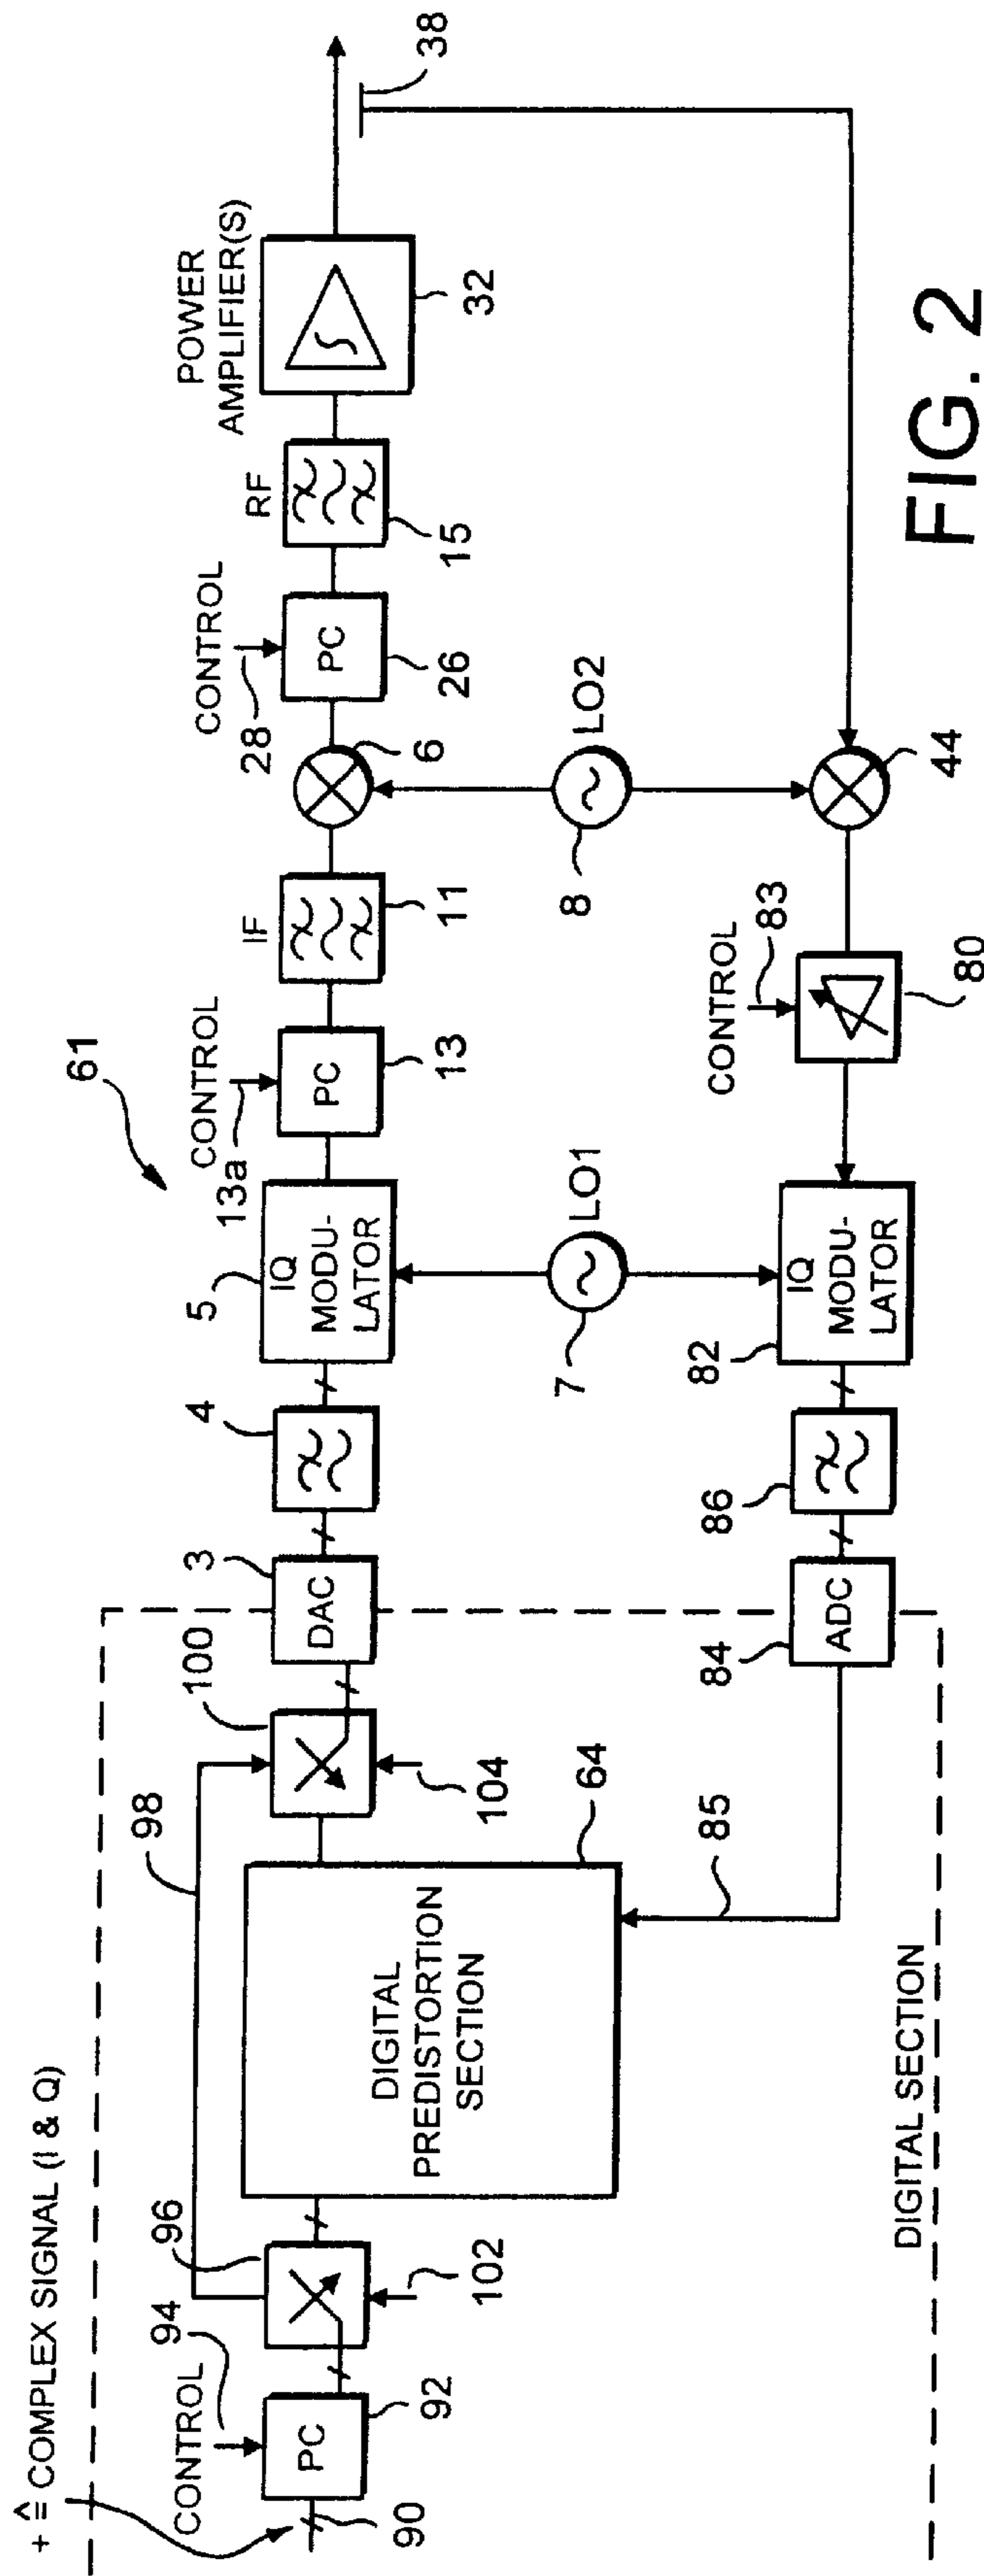 + ≙ COMPLEX SIGNAL (I & Q)
CONTROL
94
PC
90
92
96
98
102
DIGITAL
PREDISTORTION
SECTION
64
85
100
104
DIGITAL SECTION
3
DAC
84
ADC
4
86
61
5
IQ
MODU-
LATOR
82
IQ
MODU-
LATOR
7
LO1
CONTROL
13a
PC
13
IF
11
CONTROL
83
80
8
LO2
6
44
CONTROL
28
PC
26
RF
15
POWER
AMPLIFIER(S)
32
38
FIG. 2